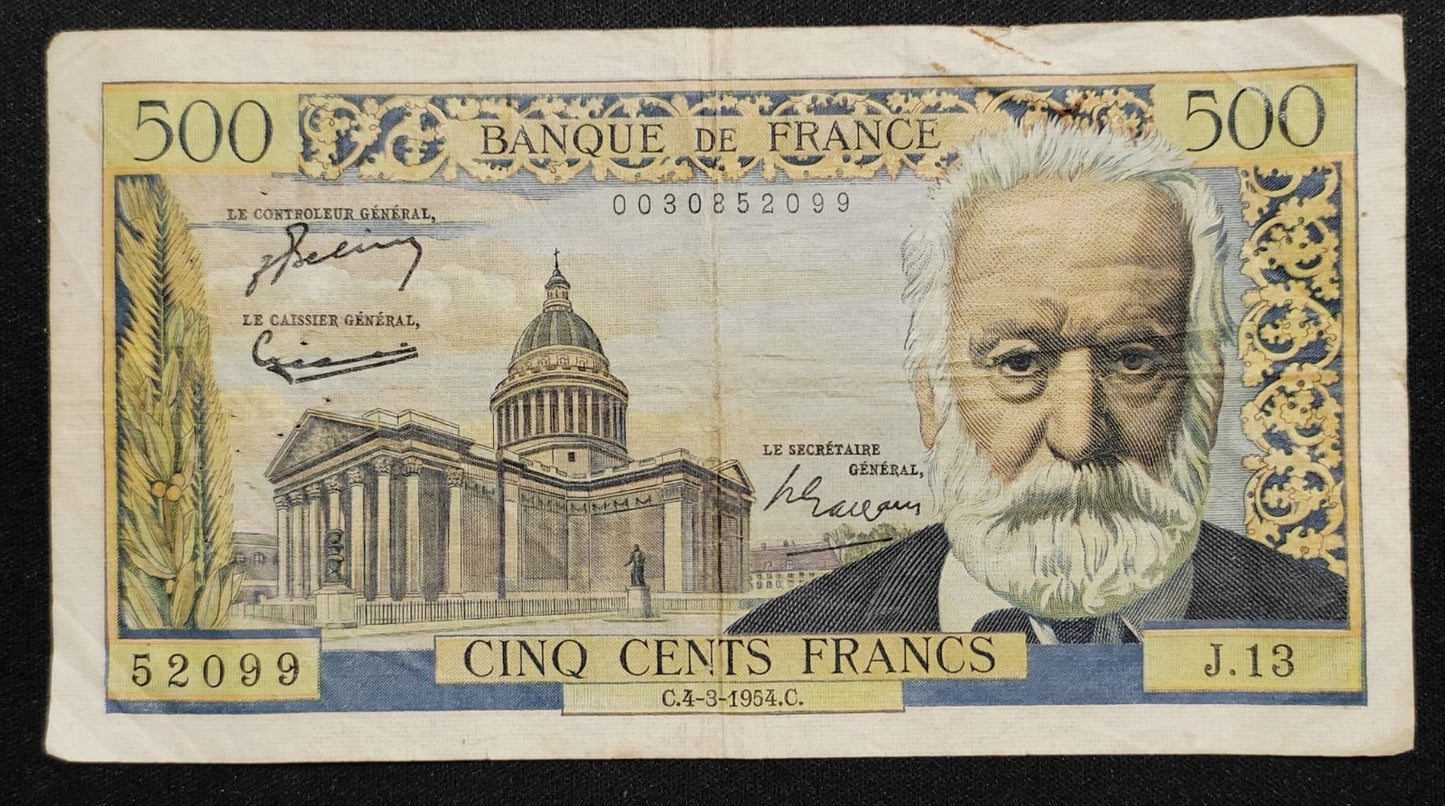 500
BANQUE DE FRANCE
500
0030852099
LE CONTROLEUR GÉNÉRAL,
LE CAISSIER GÉNÉRAL,
LE SECRÉTAIRE
GÉNÉRAL,
52099
CINQ CENTS FRANCS
J.13
C.4-3-1954.C.